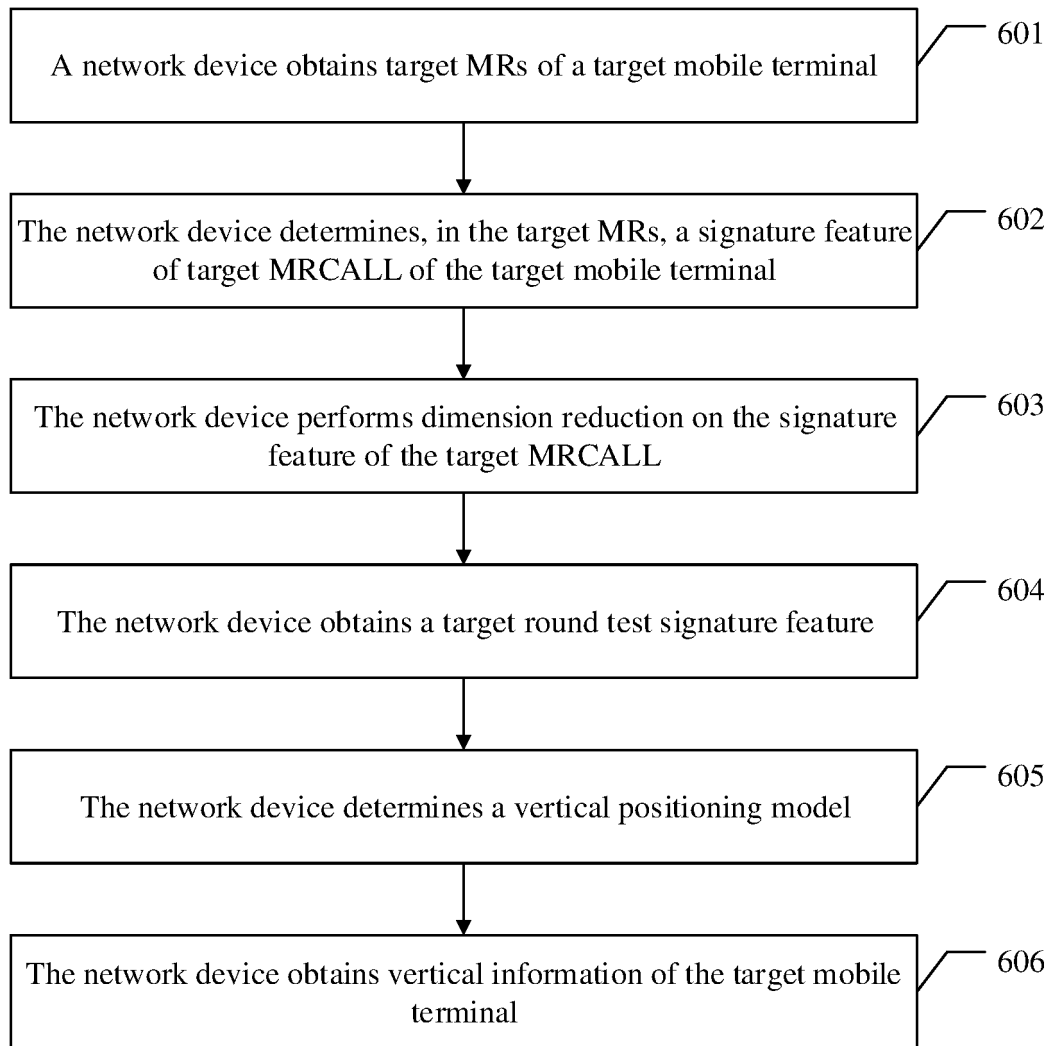 A network device obtains target MRs of a target mobile terminal
601
The network device determines, in the target MRs, a signature feature
of target MRCALL of the target mobile terminal
602
The network device performs dimension reduction on the signature
feature of the target MRCALL
603
The network device obtains a target round test signature feature
604
The network device determines a vertical positioning model
605
The network device obtains vertical information of the target mobile
terminal
606